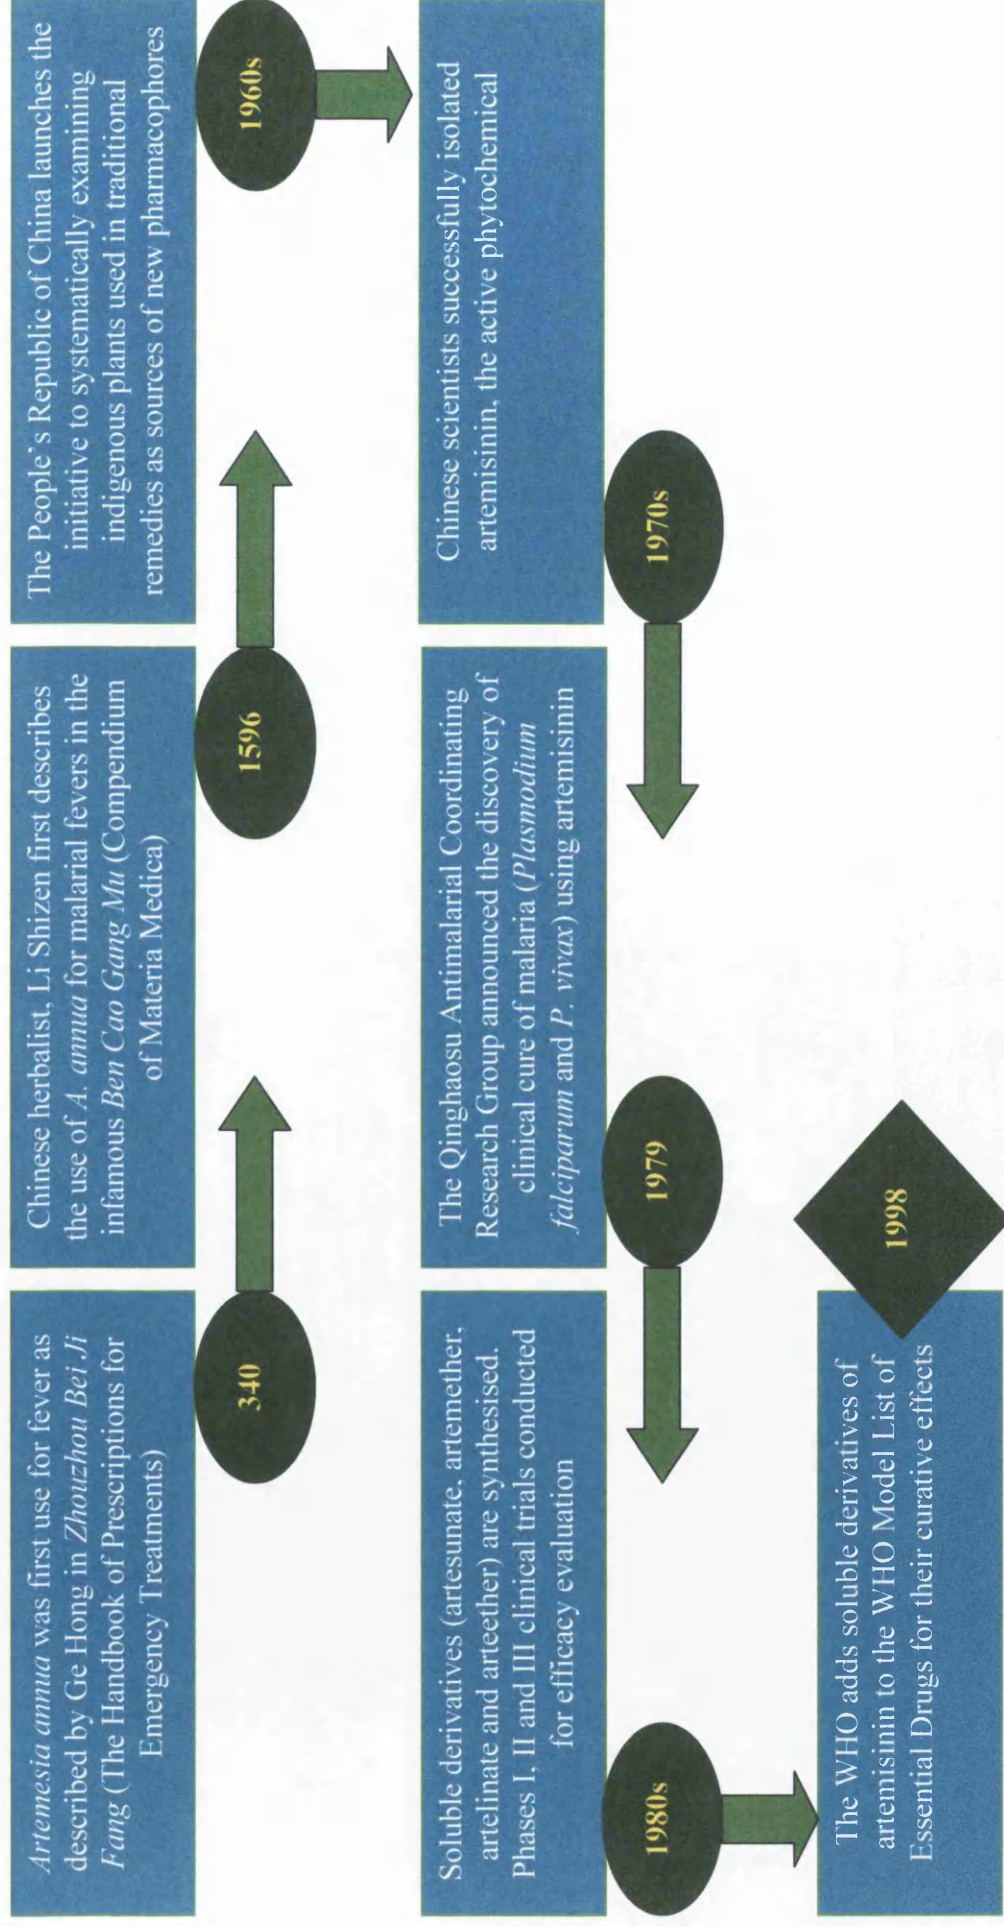 Artemesia annua was first use for fever as
described by Ge Hong in Zhouzhou Bei Ji
Fang (The Handbook of Prescriptions for
Emergency Treatments)
340
Chinese herbalist, Li Shizen first describes
the use of A. annua for malarial fevers in the
infamous Ben Cao Gang Mu (Compendium
of Materia Medica)
1596
The People's Republic of China launches the
initiative to systematically examining
indigenous plants used in traditional
remedies as sources of new pharmacophores
1960s
Chinese scientists successfully isolated
artemisinin, the active phytochemical
1970s
The Qinghaosu Antimalarial Coordinating
Research Group announced the discovery of
clinical cure of malaria (Plasmodium
falciparum and P. vivax) using artemisinin
1979
Soluble derivatives (artesunate, artemether,
artelinate and arteether) are synthesised.
Phases I, II and III clinical trials conducted
for efficacy evaluation
1980s
The WHO adds soluble derivatives of
artemisinin to the WHO Model List of
Essential Drugs for their curative effects
1998